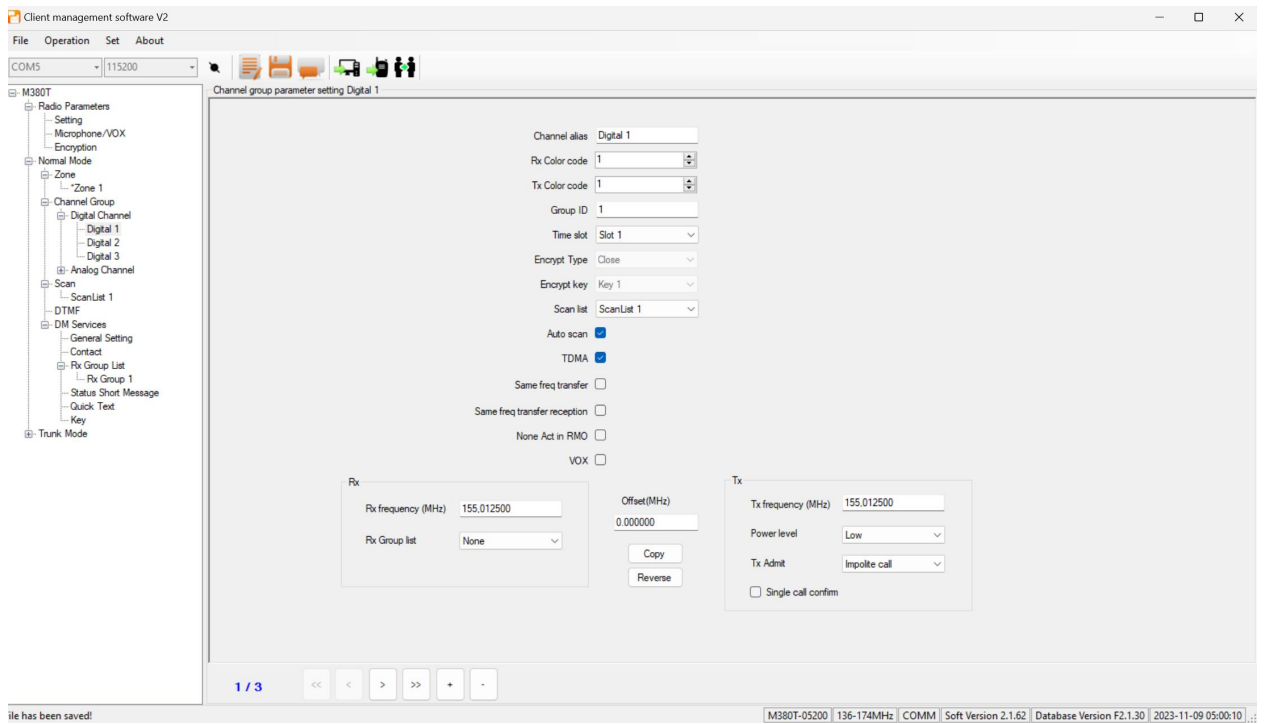 Client management software V2
File Operation Set About
COM5 115200
M380T
Radio Parameters
Setting
Microphone/VOX
Encryption
Normal Mode
Zone
*Zone 1
Channel Group
Digital Channel
Digital 1
Digital 2
Digital 3
Analog Channel
Scan
ScanList 1
DTMF
DM Services
General Setting
Contact
Rx Group List
Rx Group 1
Status Short Message
Quick Text
Key
Trunk Mode
Channel group parameter setting Digital 1
Channel alias Digital 1
Rx Color code 1
Tx Color code 1
Group ID 1
Time slot Slot 1
Encrypt Type Close
Encrypt key Key 1
Scan list ScanList 1
Auto scan
TDMA
Same freq transfer
Same freq transfer reception
None Act in RMO
VOX
Rx
Rx frequency (MHz) 155,012500
Rx Group list None
Offset(MHz)
0.000000
Copy
Reverse
Tx
Tx frequency (MHz) 155,012500
Power level Low
Tx Admit Impolite call
Single call confirm
1 / 3 << < > >> + -
ile has been saved! M380T-05200 136-174MHz COMM Soft Version 2.1.62 Database Version F2.1.30 2023-11-09 05:00:10